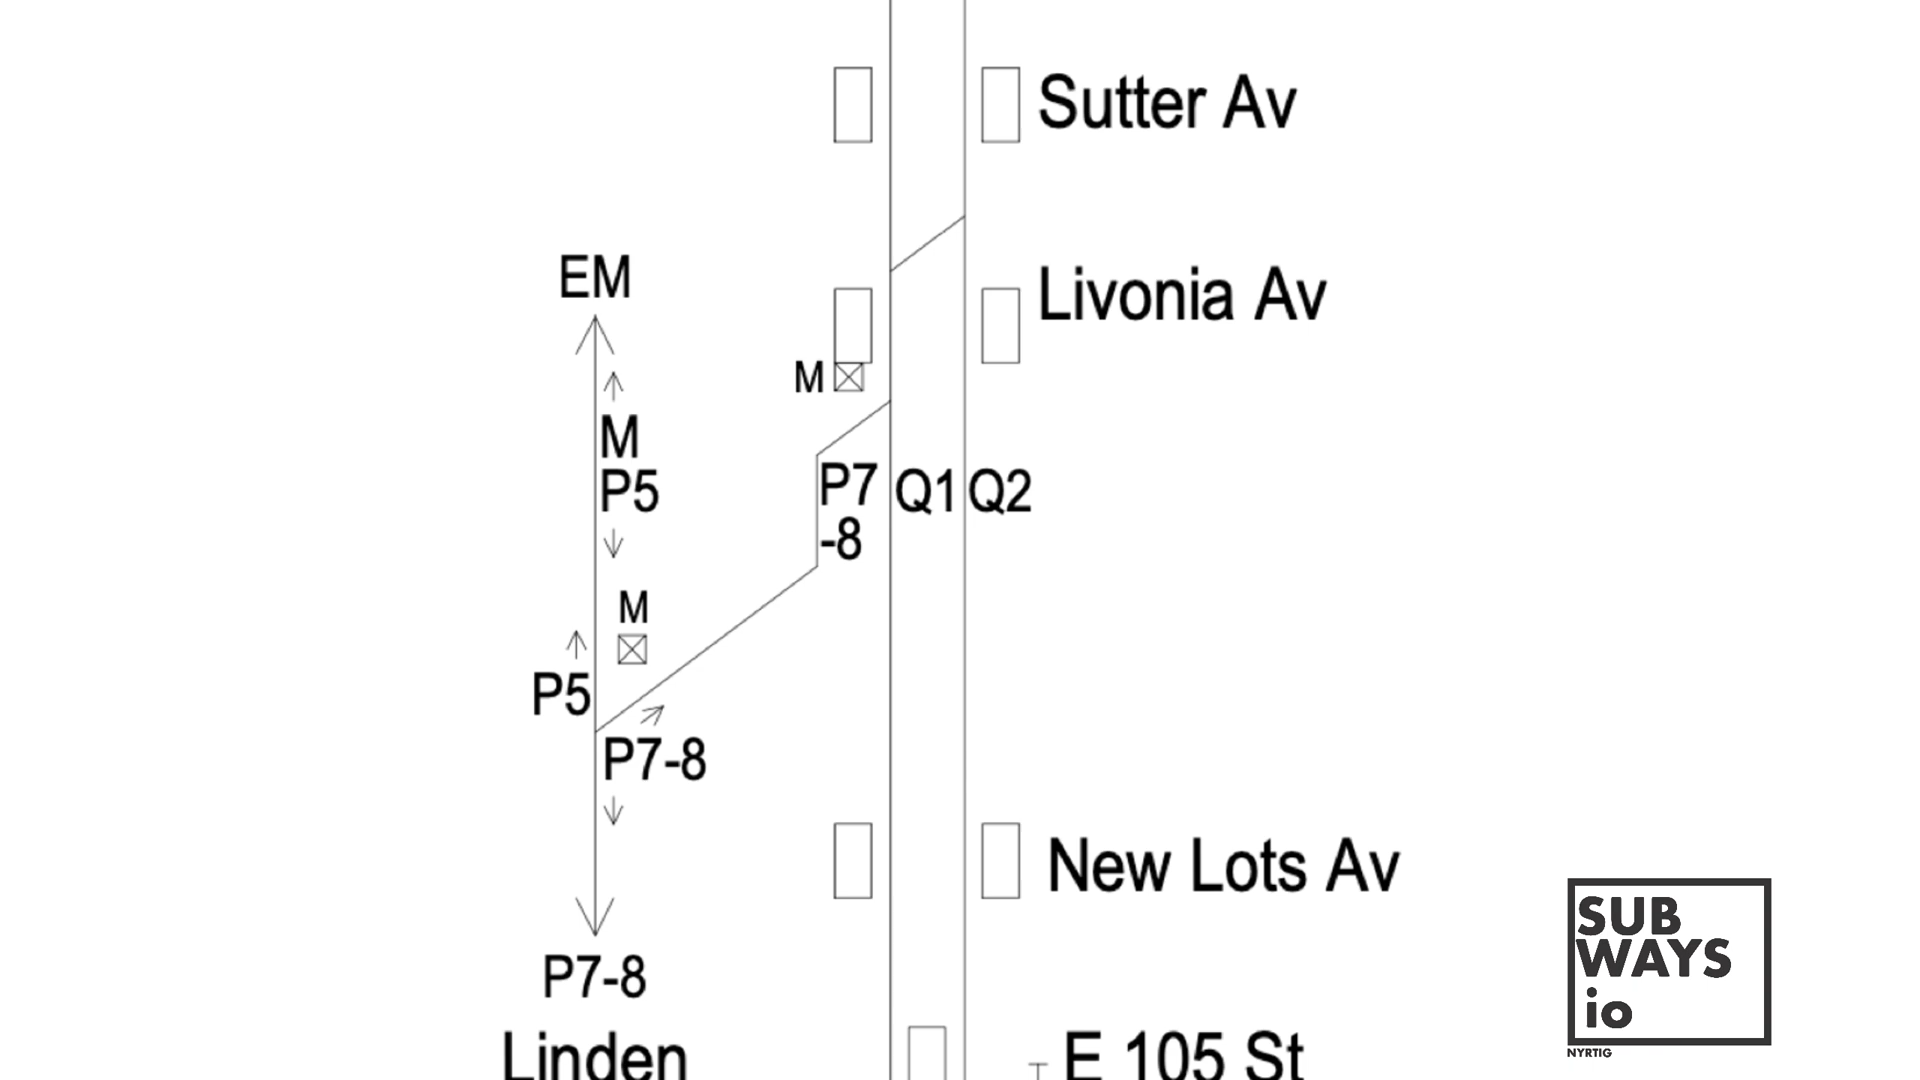 Sutter Av
EM
Livonia Av
M
M
P5
P7
-8
Q1
Q2
M
P5
P7-8
New Lots Av
P7-8
Linden
E 105 St
SUB
WAYS
io
NYRTIG